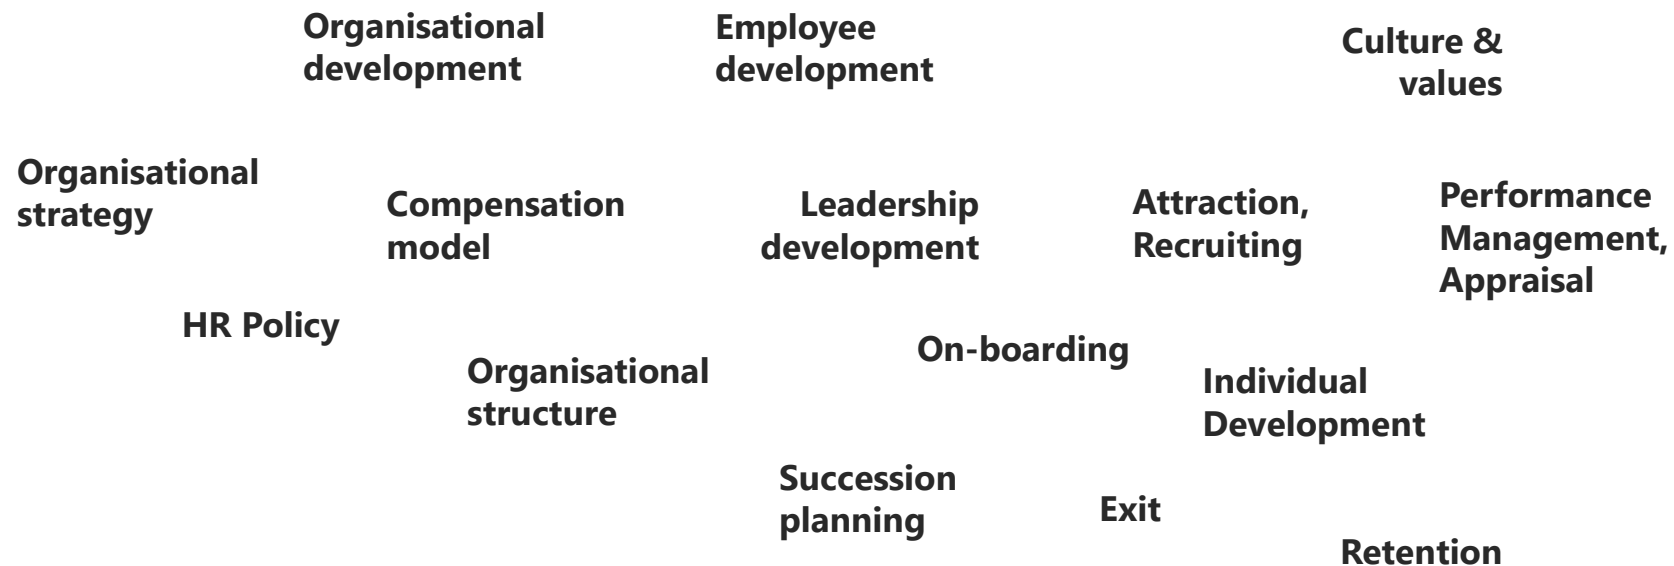 Organisational
development
Employee
development
Culture &
values
Organisational
strategy
Compensation
model
Leadership
development
Attraction,
Recruiting
Performance
Management,
Appraisal
HR Policy
Organisational
structure
On-boarding
Individual
Development
Succession
planning
Exit
Retention